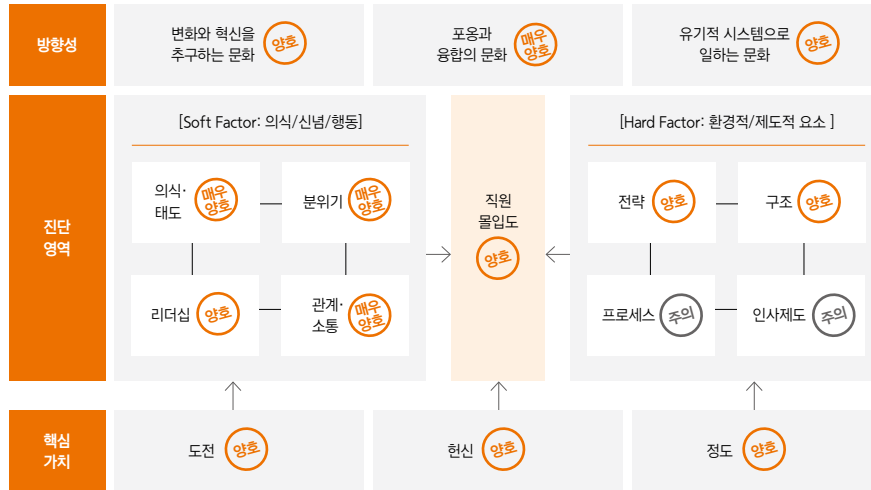 방향성
변화와 혁신을
추구하는 문화
양호
포용과
융합의 문화
매우
양호
유기적 시스템으로
일하는 문화
양호
진단
영역
[Soft Factor: 의식/신념/행동]
의식·
태도
매우
양호
분위기
매우
양호
리더십
양호
관계·
소통
매우
양호
직원
몰입도
양호
[Hard Factor: 환경적/제도적 요소 ]
전략
양호
구조
양호
프로세스
주의
인사제도
주의
핵심
가치
도전
양호
헌신
양호
정도
양호